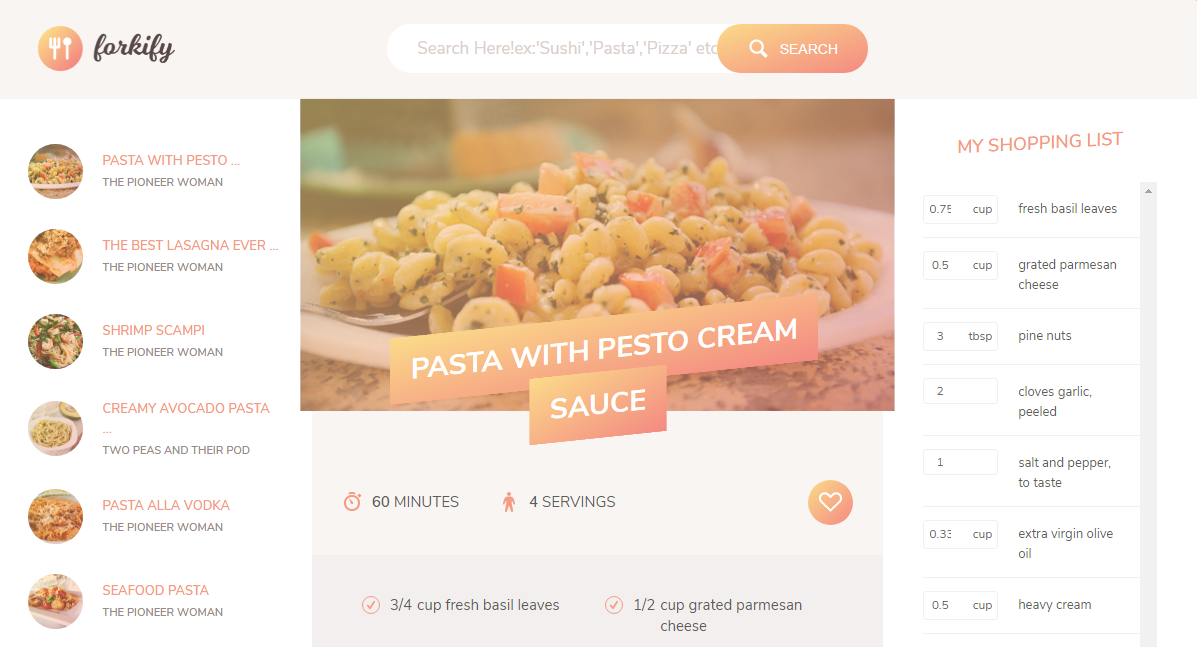 forkify
Search Here!ex:'Sushi','Pasta','Pizza' etc
SEARCH
PASTA WITH PESTO ...
THE PIONEER WOMAN
THE BEST LASAGNA EVER ...
THE PIONEER WOMAN
SHRIMP SCAMPI
THE PIONEER WOMAN
CREAMY AVOCADO PASTA
...
TWO PEAS AND THEIR POD
PASTA ALLA VODKA
THE PIONEER WOMAN
SEAFOOD PASTA
THE PIONEER WOMAN
PASTA WITH PESTO CREAM
SAUCE
60 MINUTES
4 SERVINGS
3/4 cup fresh basil leaves
1/2 cup grated parmesan
cheese
MY SHOPPING LIST
0.75 cup fresh basil leaves
0.5 cup grated parmesan
cheese
3 tbsp pine nuts
2 cloves garlic,
peeled
1 salt and pepper,
to taste
0.33 cup extra virgin olive
oil
0.5 cup heavy cream